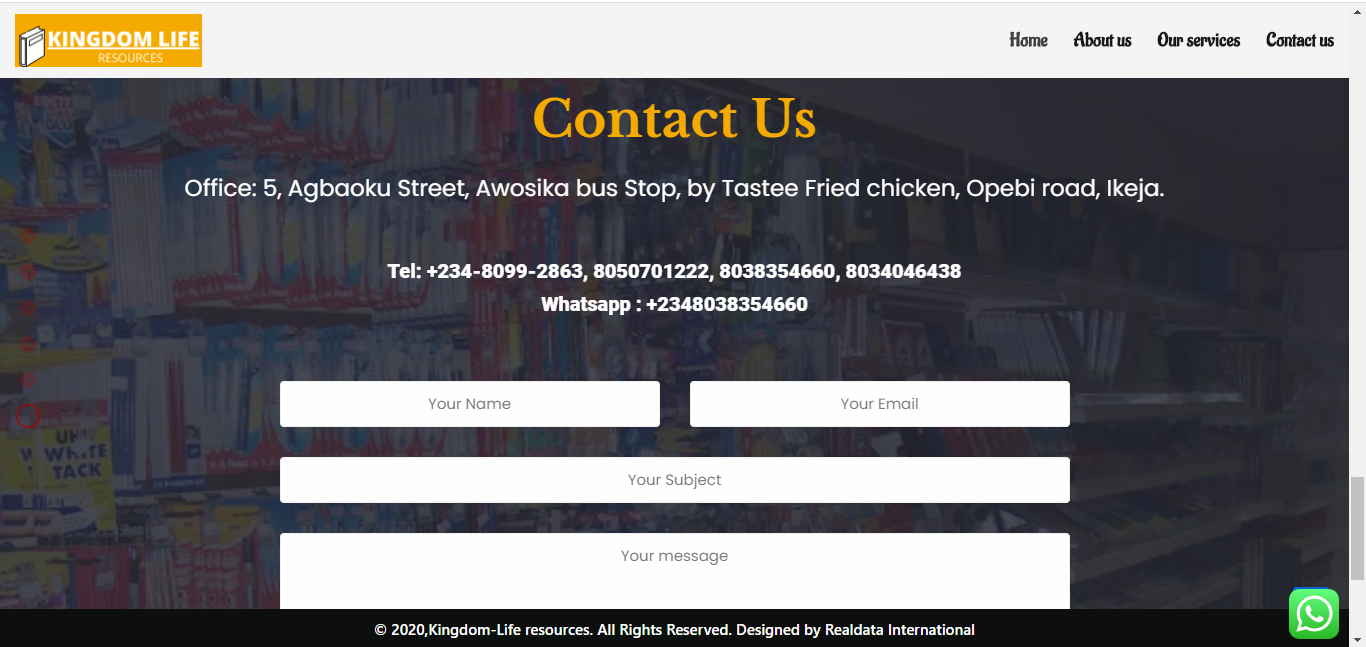 KINGDOM LIFE
RESOURCES
Home About us Our services Contact us
Contact Us
Office: 5, Agbaoku Street, Awosika bus Stop, by Tastee Fried chicken, Opebi road, Ikeja.
Tel: +234-8099-2863, 8050701222, 8038354660, 8034046438
Whatsapp : +2348038354660
Your Name Your Email
Your Subject
WHITE
TACK
Your message
© 2020,Kingdom-Life resources. All Rights Reserved. Designed by Realdata International